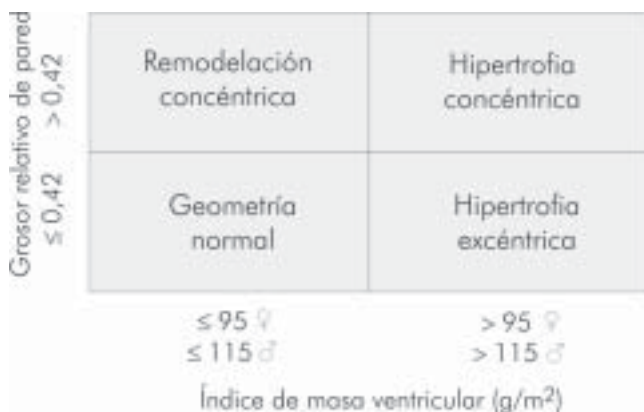 Grosor relativo de pared
> 0,42
≤ 0,42
Remodelación
concéntrica
Hipertrofia
concéntrica
Geometría
normal
Hipertrofia
excéntrica
≤ 95 ♀
≤ 115 ♂
> 95 ♀
> 115 ♂
Índice de masa ventricular (g/m²)